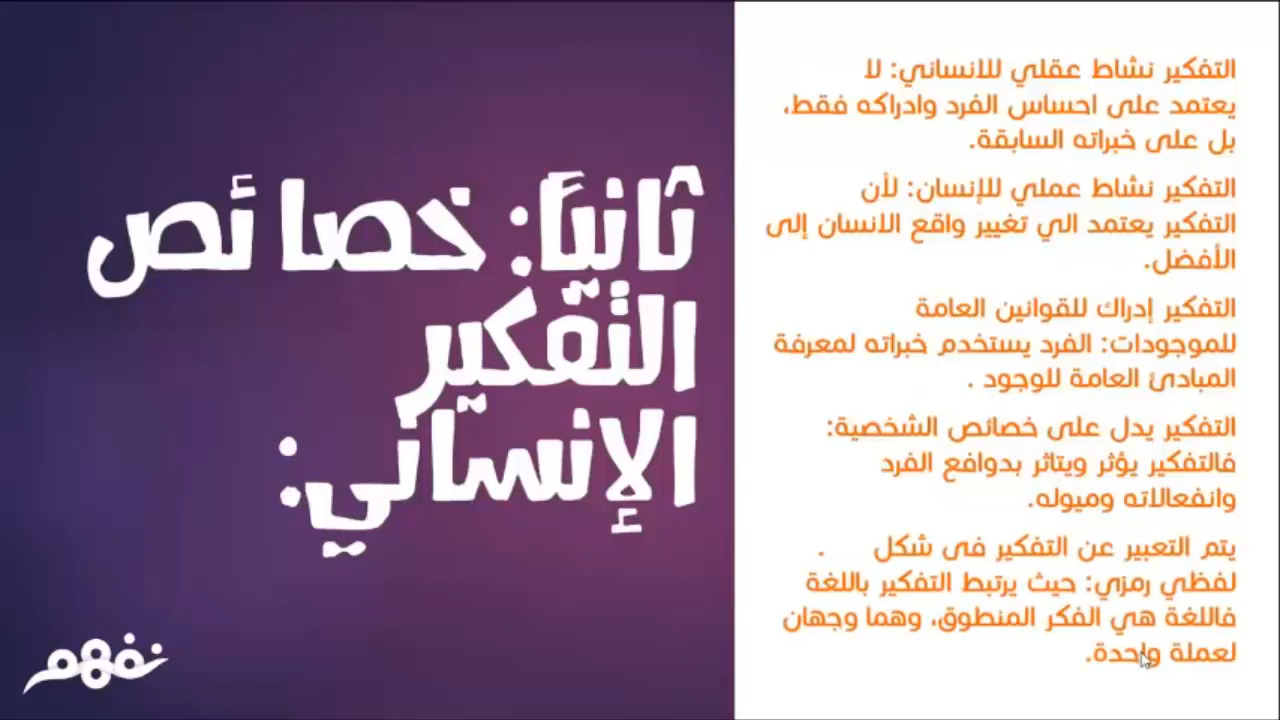 ثانيًا: خصائص
التفكير
الإنساني:
التفكير نشاط عقلي للانساني: لا
يعتمد على احساس الفرد وادراكه فقط،
بل على خبراته السابقة.
التفكير نشاط عملي للإنسان: لأن
التفكير يعتمد الي تغيير واقع الانسان إلى
الأفضل.
التفكير إدراك للقوانين العامة
للموجودات: الفرد يستخدم خبراته لمعرفة
المبادئ العامة للوجود .
التفكير يدل على خصائص الشخصية:
فالتفكير يؤثر ويتاثر بدوافع الفرد
وانفعالاته وميوله.
يتم التعبير عن التفكير فى شكل .
لفظي رمزي: حيث يرتبط التفكير باللغة
فاللغة هي الفكر المنطوق، وهما وجهان
لعملة واحدة.
نفهم